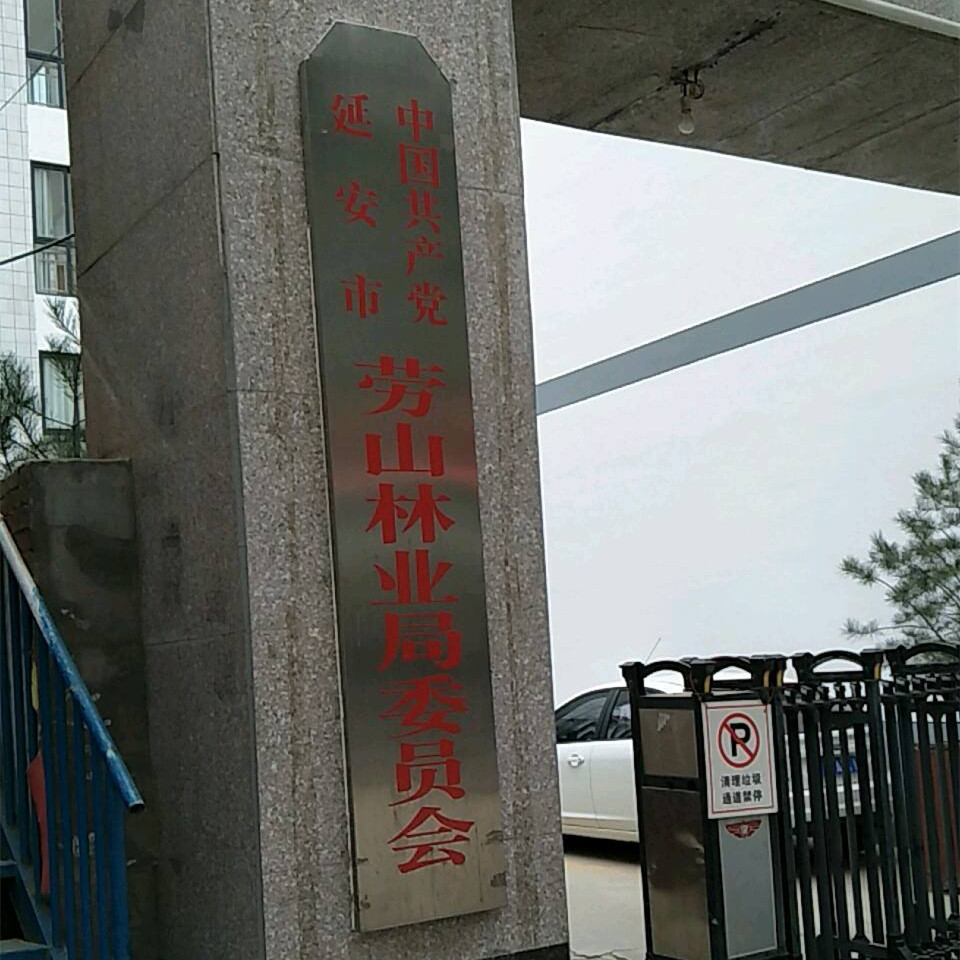 中国共产党
延安市
劳山林业局委员会
P
清理垃圾
通道禁停